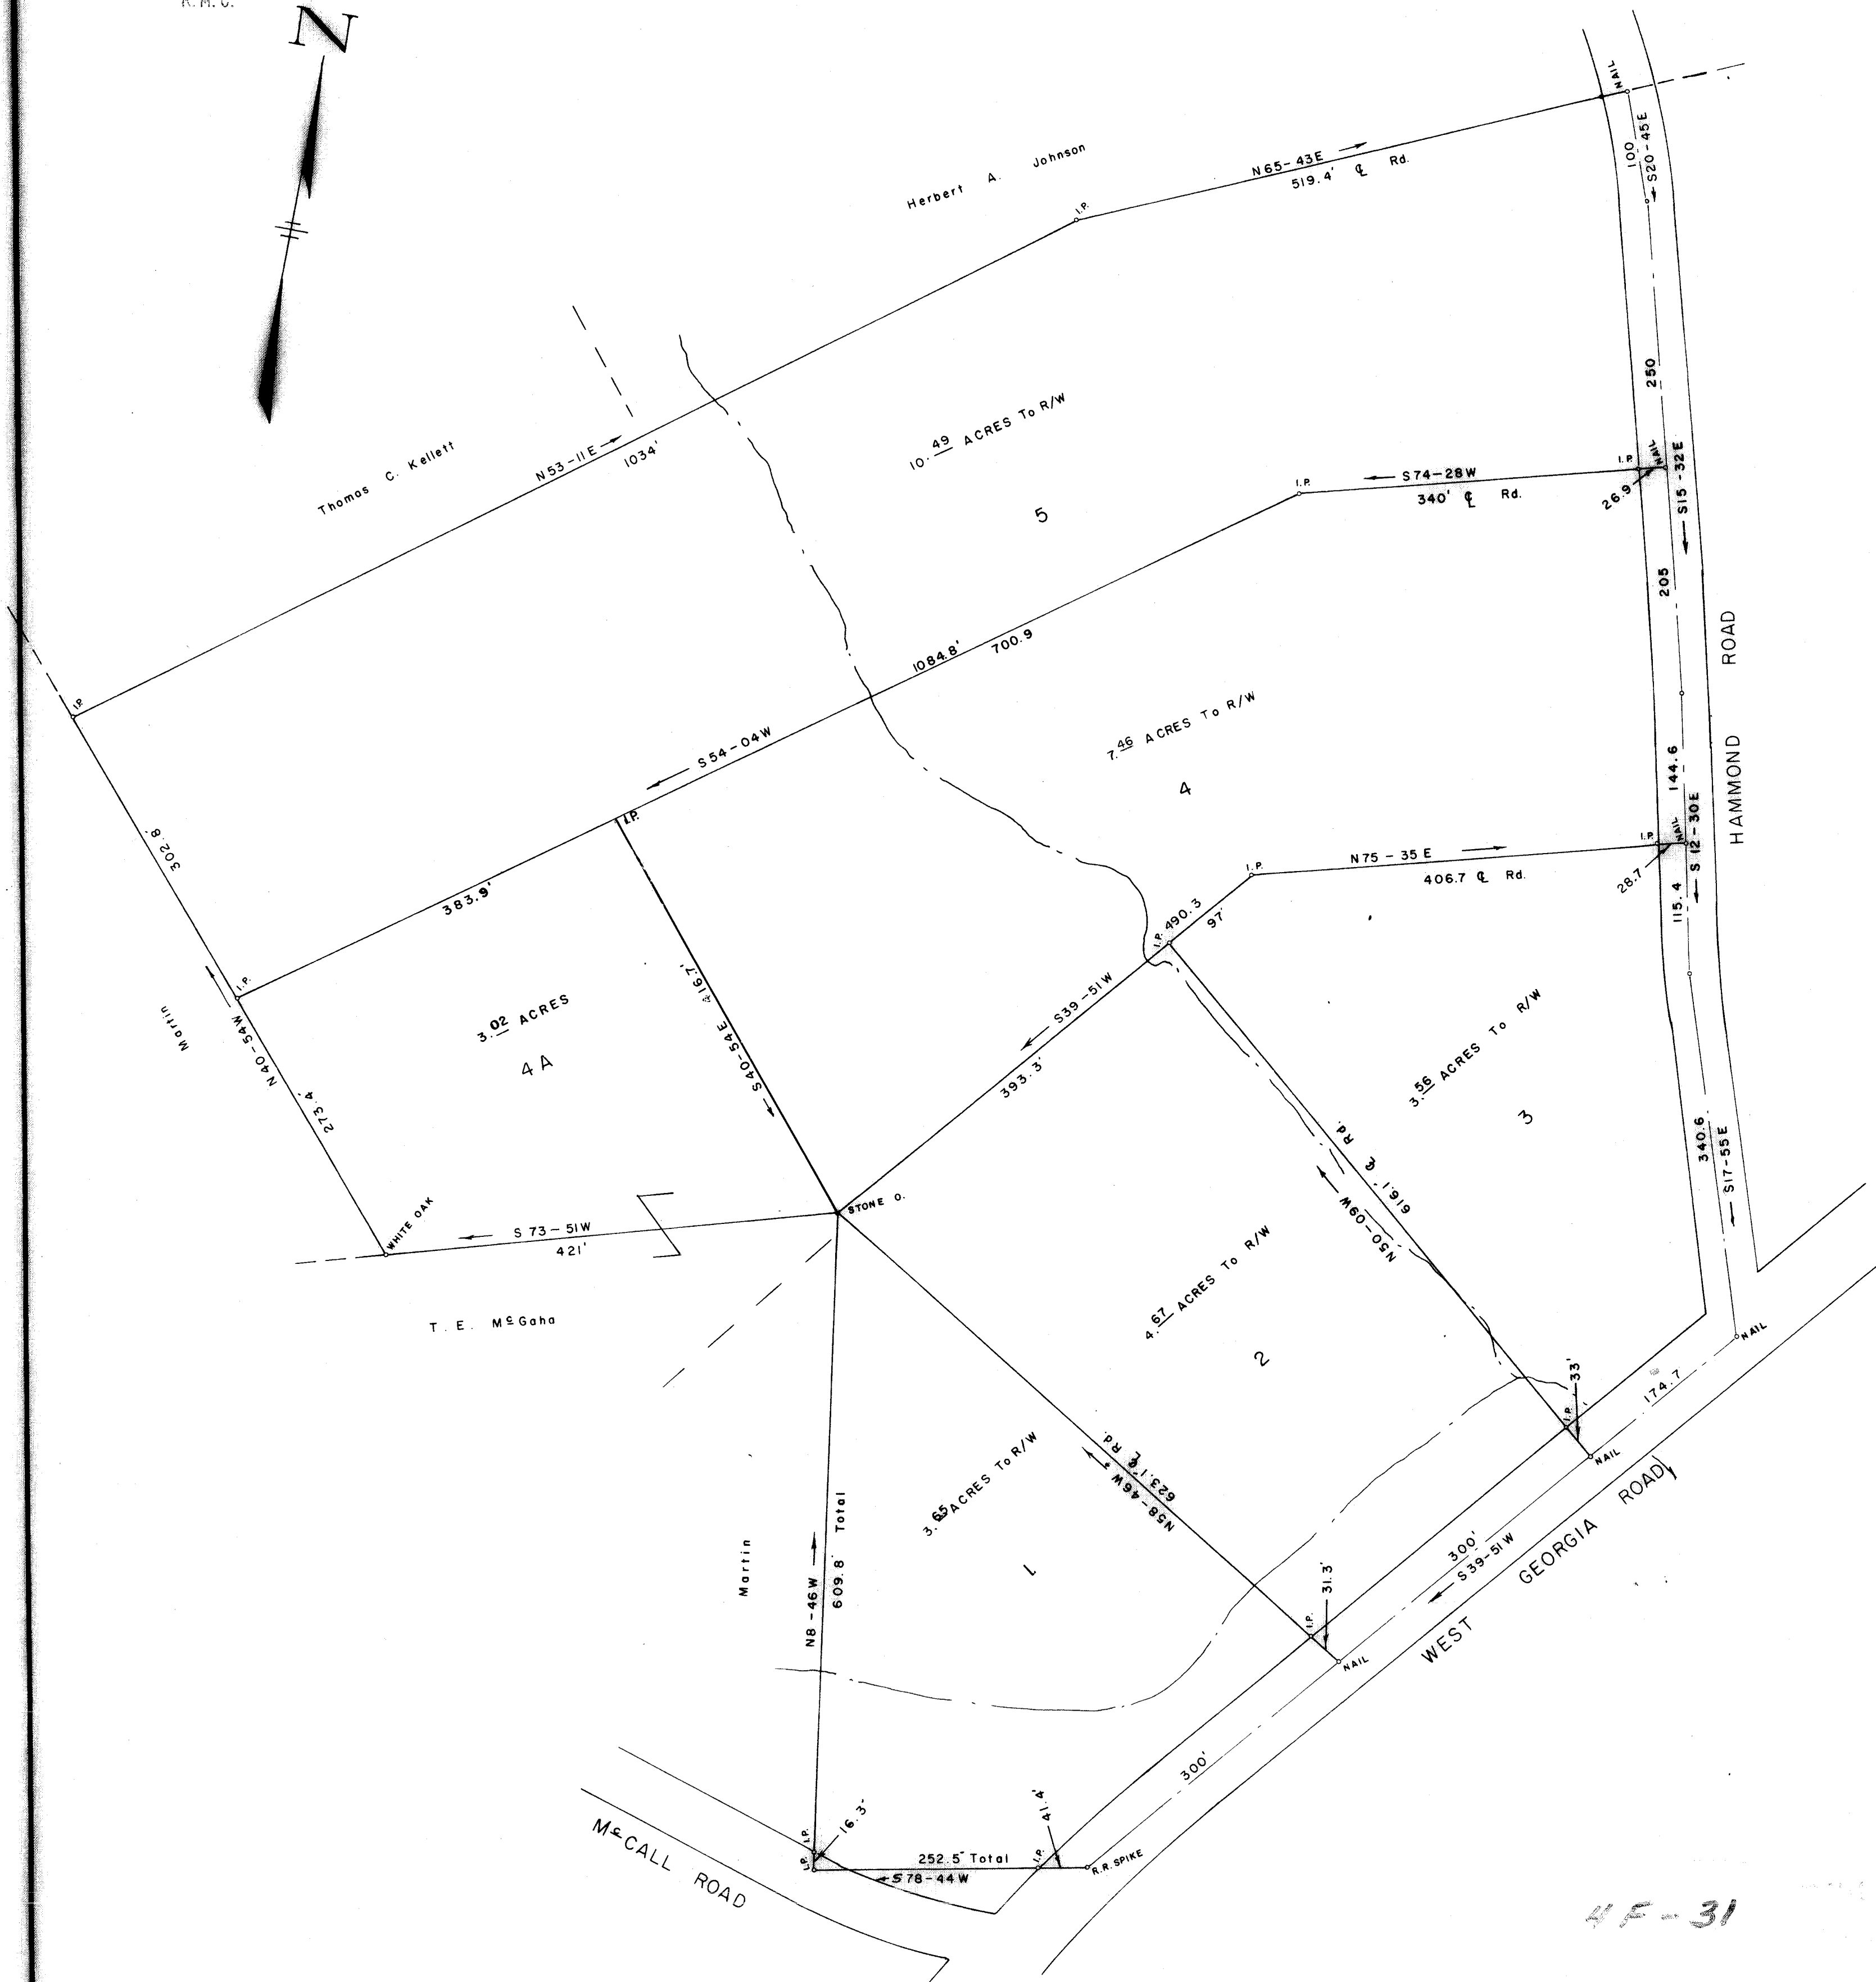 R. M. C.
N
NAIL
100
S20-45E
Herbert A. Johnson
N65-43E
519.4' ℄ Rd.
I.P.
Thomas C. Kellett
N53-11E
1034'
10.49 ACRES To R/W
5
250
I.P.
S74-28W
340' ℄ Rd.
I.P.
NAIL
26.9
S15-32E
205
HAMMOND ROAD
1084.8'
700.9
S54-04W
I.P.
I.P.
302.8'
383.9'
7.46 ACRES To R/W
4
144.6
I.P.
NAIL
S12-30E
28.7
115.4
N75-35E
406.7 ℄ Rd.
I.P.
490.3
97'
I.P.
I.P.
Martin
N40-54W
273.4'
3.02 ACRES
4A
416.7'
S40-54E
S39-51W
393.3'
3.56 ACRES To R/W
3
340.6
S17-55E
616.1' ℄ Rd.
N50-09W
WHITE OAK
S73-51W
421'
STONE O.
T. E. McGaha
4.67 ACRES To R/W
2
NAIL
174.7
33'
I.P.
NAIL
623.1' ℄ Rd.
N58-46W
3.65 ACRES To R/W
1
Martin
N8-46W
609.8' Total
300'
S39-51W
WEST GEORGIA ROAD
31.3'
I.P.
NAIL
300'
41.4'
16.3'
I.P.
I.P.
252.5' Total
S78-44W
I.P.
R.R. SPIKE
McCALL ROAD
4F-31